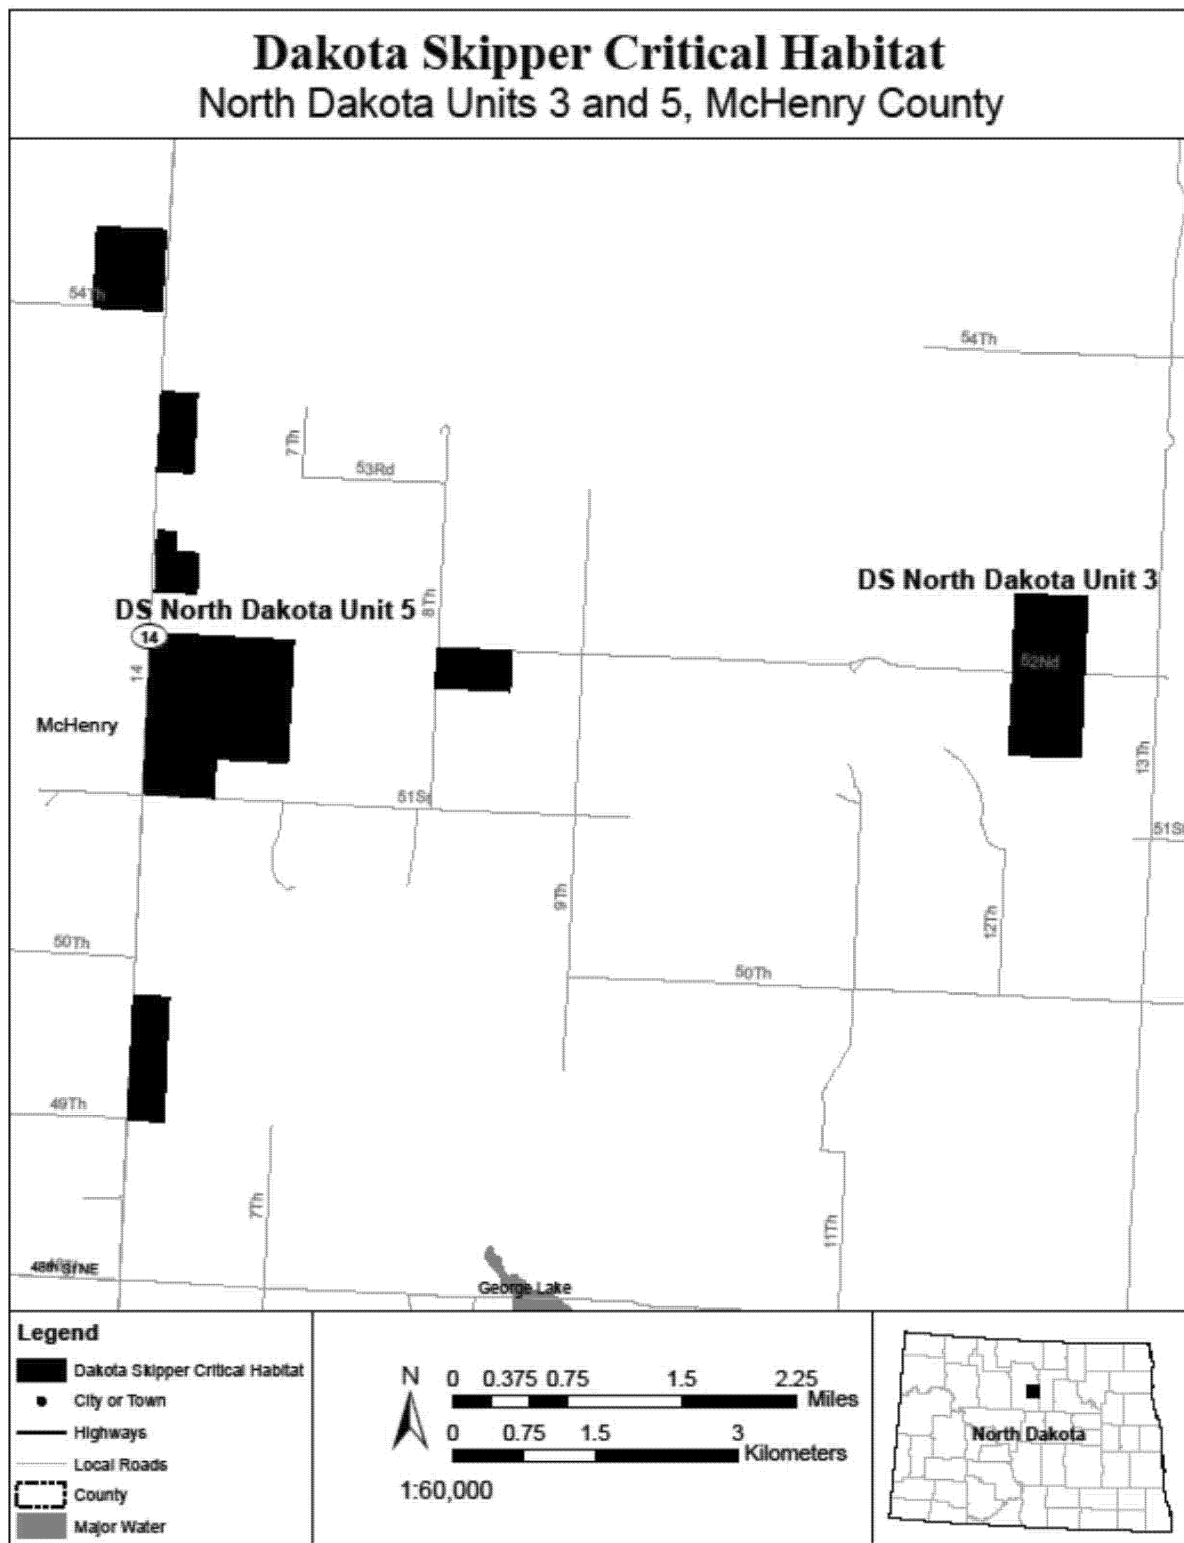 Dakota Skipper Critical Habitat
North Dakota Units 3 and 5, McHenry County
54Th
54Th
7Th
53Rd
8Th
DS North Dakota Unit 3
DS North Dakota Unit 5
14
14
52Nd
McHenry
13Th
51St
51St
9Th
12Th
50Th
50Th
49Th
7Th
11Th
48th St NE
George Lake
Legend
Dakota Skipper Critical Habitat
City or Town
Highways
Local Roads
County
Major Water
N
0 0.375 0.75 1.5 2.25
Miles
0 0.75 1.5 3
Kilometers
1:60,000
North Dakota